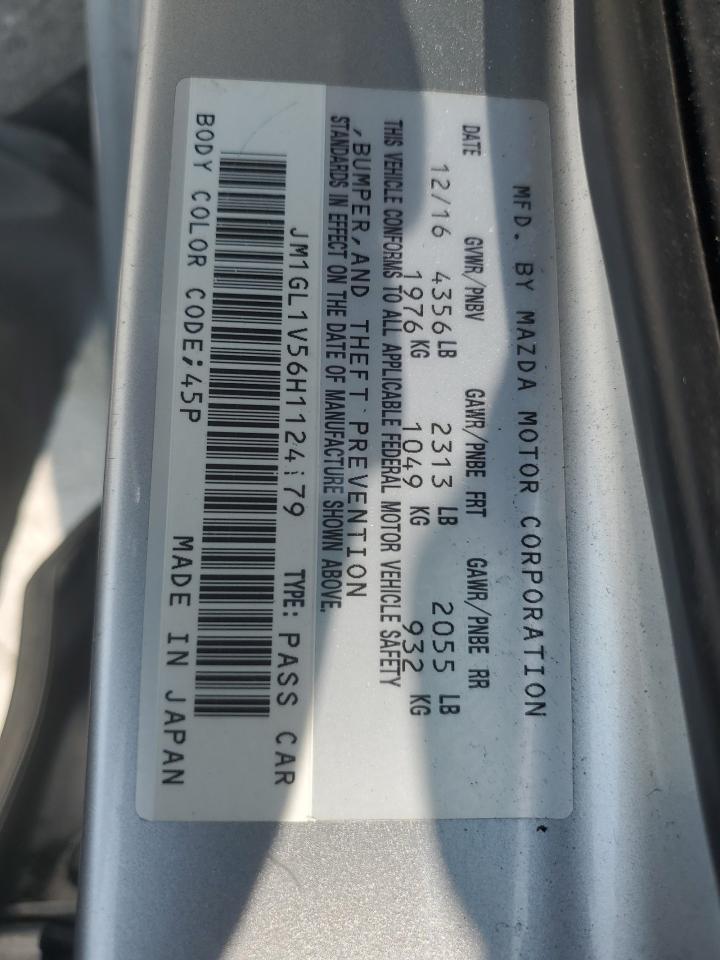 MFD. BY MAZDA MOTOR CORPORATION
DATE GVWR/PNBV GAWR/PNBE FRT GAWR/PNBE RR
12/16 4356 LB 2313 LB 2055 LB
1976 KG 1049 KG 932 KG
THIS VEHICLE CONFORMS TO ALL APPLICABLE FEDERAL MOTOR VEHICLE SAFETY
,BUMPER,AND THEFT PREVENTION
STANDARDS IN EFFECT ON THE DATE OF MANUFACTURE SHOWN ABOVE.
JM1GL1V56H1124179 TYPE: PASS CAR
BODY COLOR CODE;45P MADE IN JAPAN